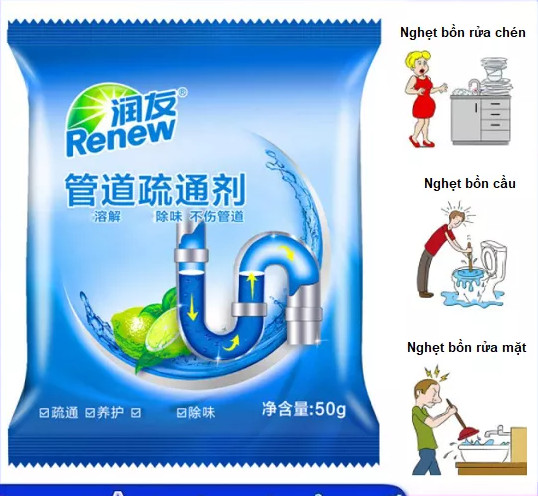 润友®
Renew
管道疏通剂
溶解 除味 不伤管道
☑疏通 ☑养护 ☑ ☑除味
净含量:50g
Nghẹt bồn rửa chén
Nghẹt bồn cầu
Nghẹt bồn rửa mặt